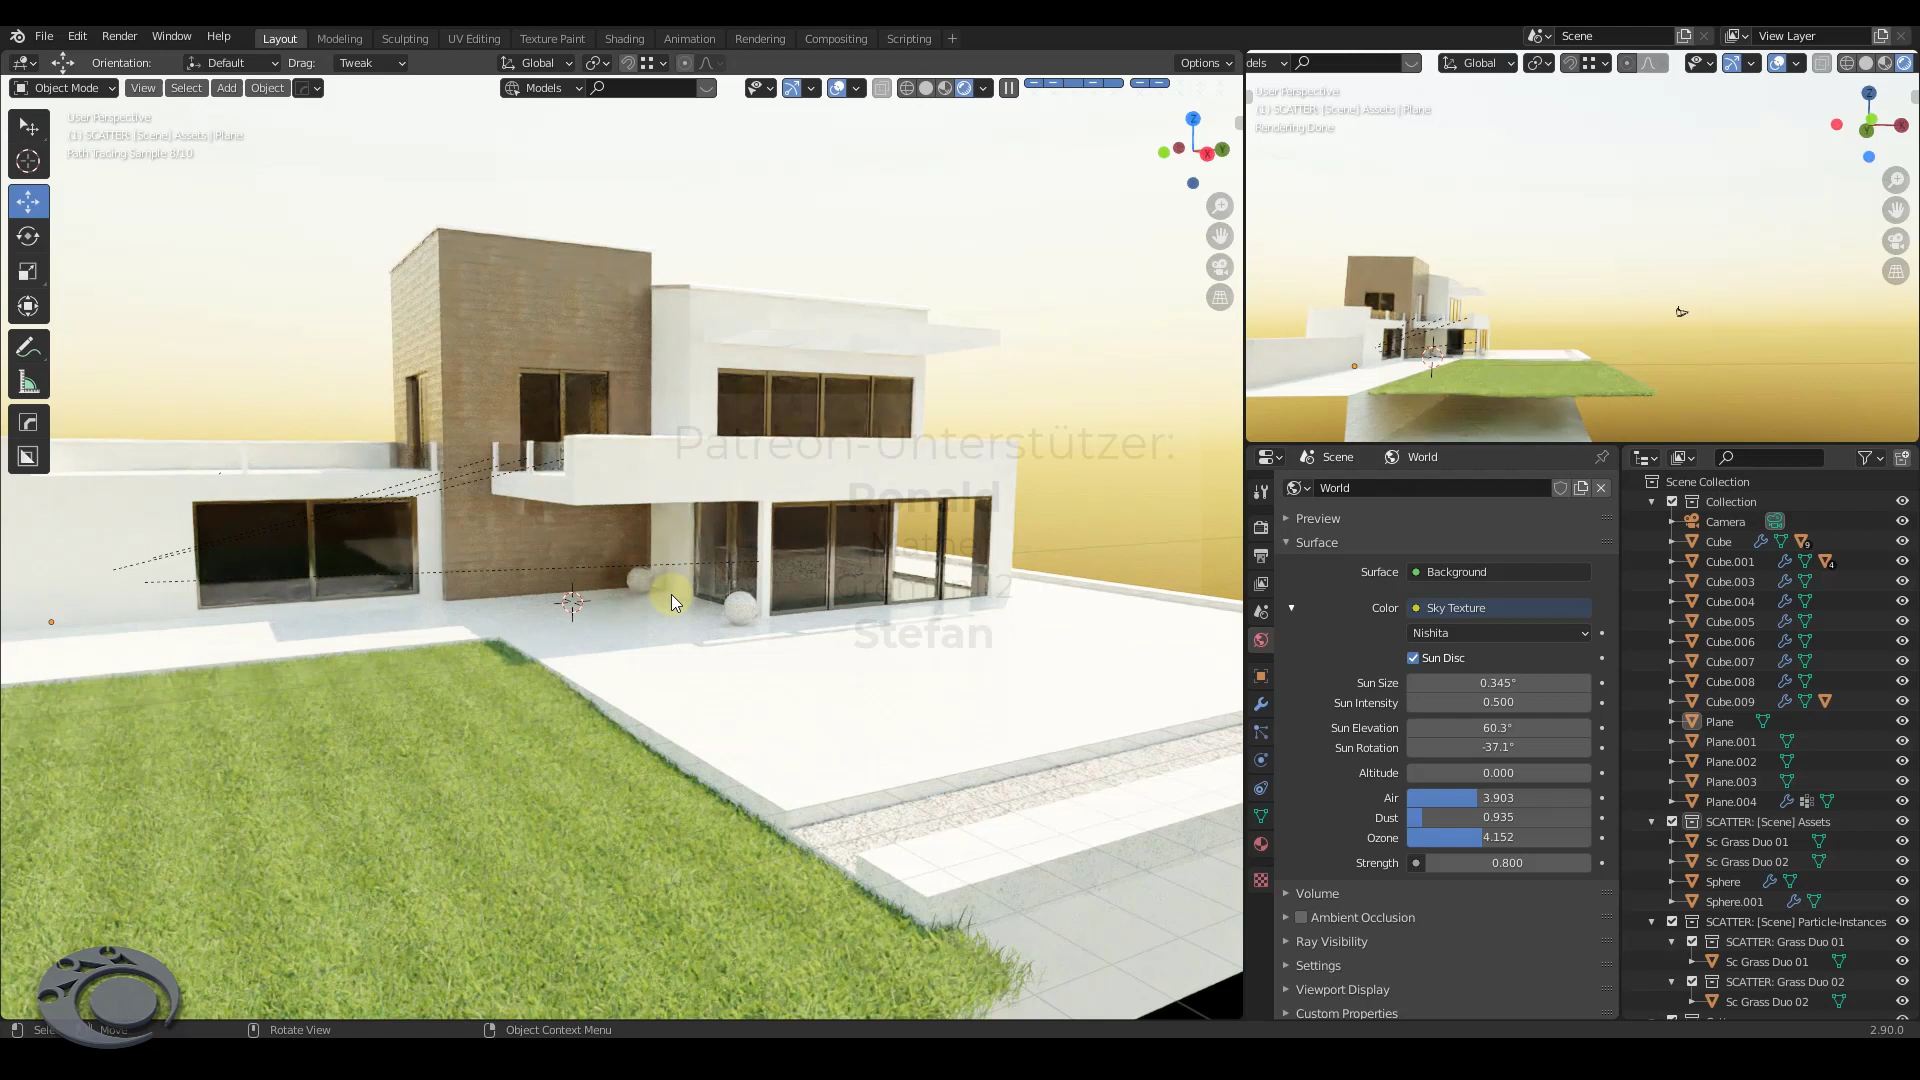 File Edit Render Window Help
Layout Modeling Sculpting UV Editing Texture Paint Shading Animation Rendering Compositing Scripting +
Scene
View Layer
Orientation: Default Drag: Tweak
Global
Options
dels
Global
Object Mode View Select Add Object
Models
User Perspective
(1) SCATTER: [Scene] Assets | Plane
Path Tracing Sample 8/10
User Perspective
(1) SCATTER: [Scene] Assets | Plane
Rendering Done
Z
X
Y
Z
X
Y
Patreon-Unterstützer:
Ronald
Stefan
Scene World
World
Preview
Surface
Surface Background
Color Sky Texture
Nishita
Sun Disc
Sun Size 0.345°
Sun Intensity 0.500
Sun Elevation 60.3°
Sun Rotation -37.1°
Altitude 0.000
Air 3.903
Dust 0.935
Ozone 4.152
Strength 0.800
Volume
Ambient Occlusion
Ray Visibility
Settings
Viewport Display
Custom Properties
Scene Collection
Collection
Camera
Cube 9
Cube.001 4
Cube.003
Cube.004
Cube.005
Cube.006
Cube.007
Cube.008
Cube.009
Plane
Plane.001
Plane.002
Plane.003
Plane.004
SCATTER: [Scene] Assets
Sc Grass Duo 01
Sc Grass Duo 02
Sphere
Sphere.001
SCATTER: [Scene] Particle-Instances
SCATTER: Grass Duo 01
Sc Grass Duo 01
SCATTER: Grass Duo 02
Sc Grass Duo 02
Move
Rotate View
Object Context Menu
2.90.0